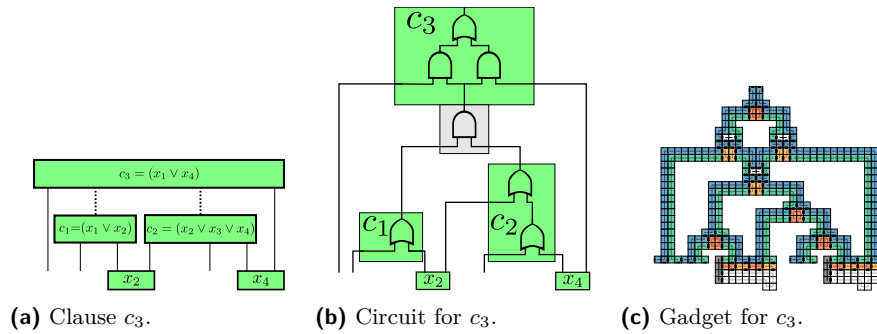 c₃ = (x₁ ∨ x₄)
c₁=(x₁ ∨ x₂)
c₂ = (x₂ ∨ x₃ ∨ x₄)
x₂
x₄
(a) Clause c₃.
c₃
c₁
c₂
x₂
x₄
(b) Circuit for c₃.
(c) Gadget for c₃.